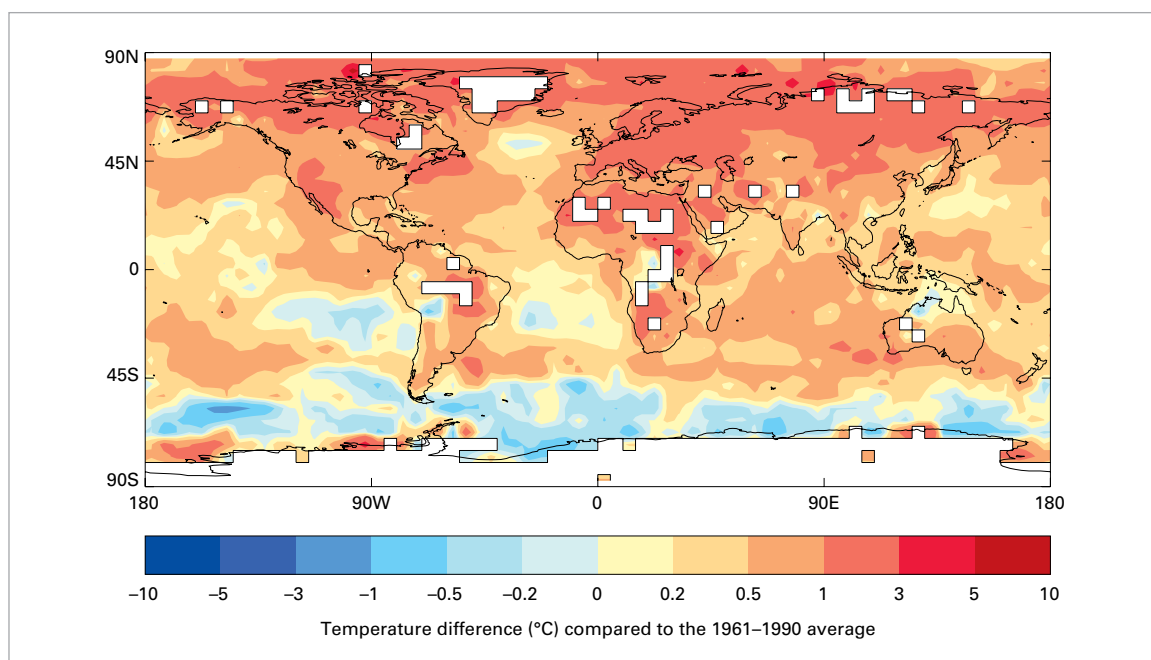 90N
45N
0
45S
90S
180 90W 0 90E 180
–10 –5 –3 –1 –0.5 –0.2 0 0.2 0.5 1 3 5 10
Temperature difference (°C) compared to the 1961–1990 average